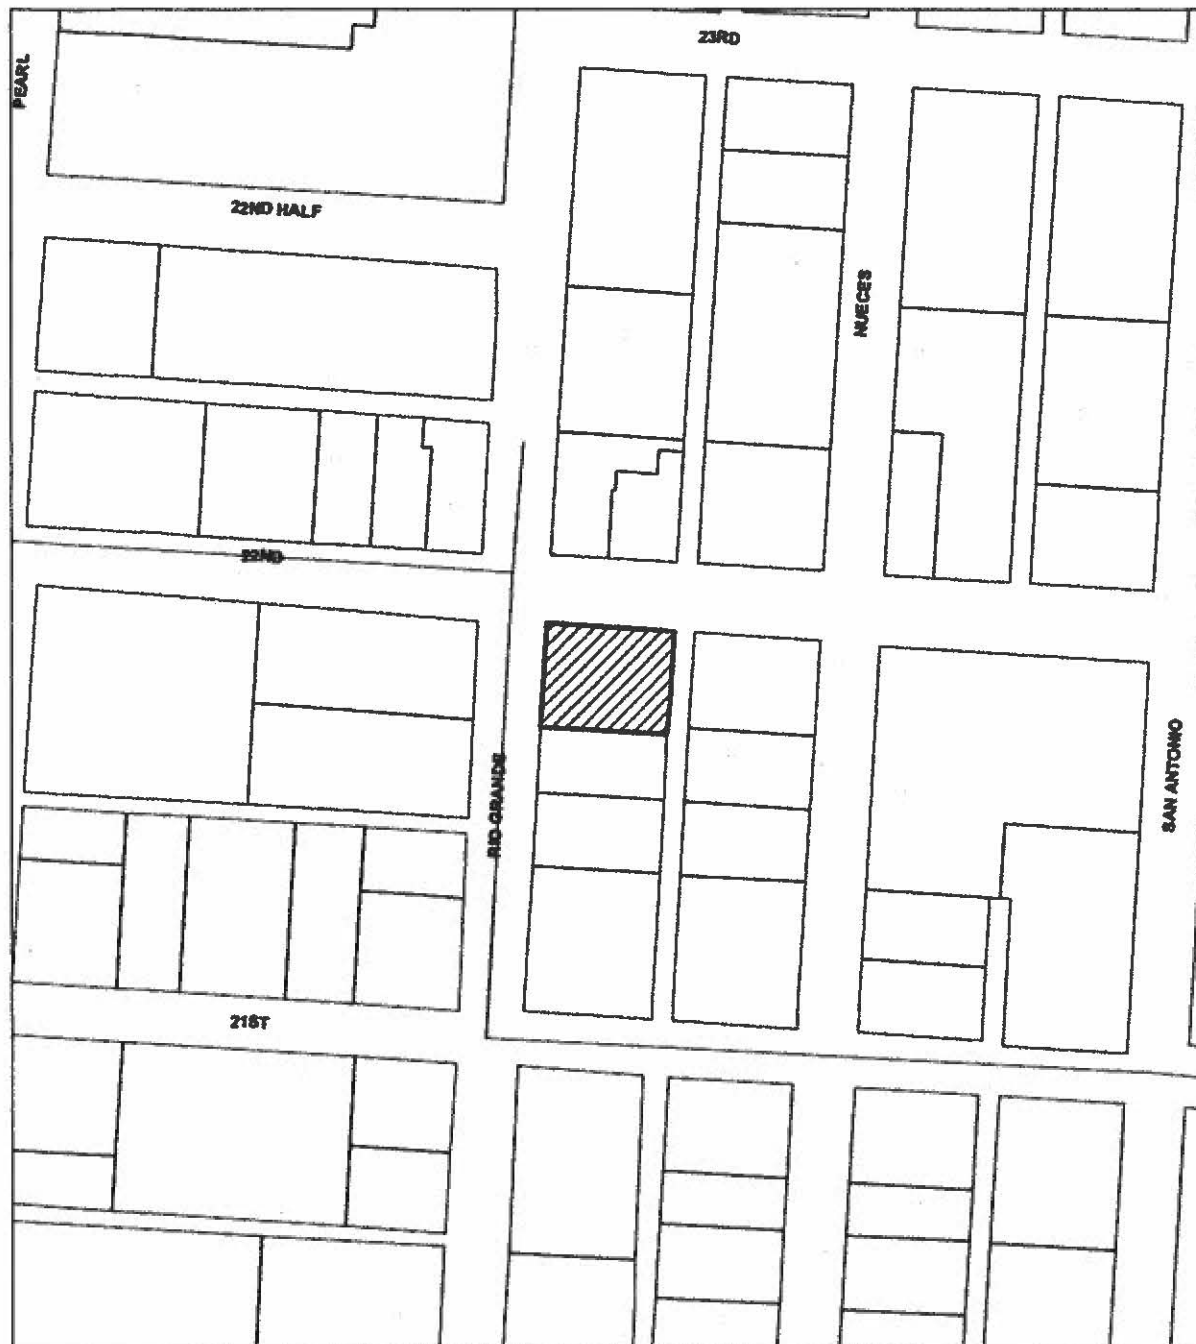 23RD
PEARL
22ND HALF
NUECES
22ND
SAN ANTONIO
RIO GRANDE
21ST